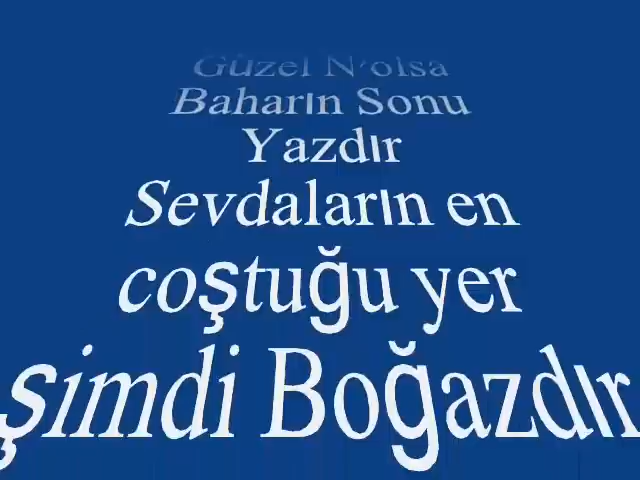 Güzel N'olsa
Baharın Sonu
Yazdır
Sevdaların en
coştuğu yer
şimdi Boğazdır